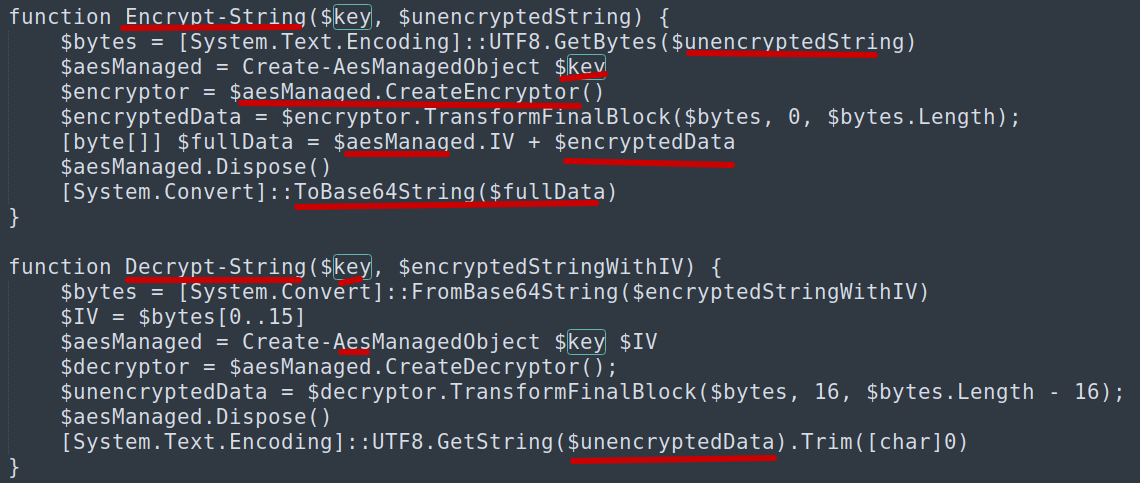 function Encrypt-String($key, $unencryptedString) {
    $bytes = [System.Text.Encoding]::UTF8.GetBytes($unencryptedString)
    $aesManaged = Create-AesManagedObject $key
    $encryptor = $aesManaged.CreateEncryptor()
    $encryptedData = $encryptor.TransformFinalBlock($bytes, 0, $bytes.Length);
    [byte[]] $fullData = $aesManaged.IV + $encryptedData
    $aesManaged.Dispose()
    [System.Convert]::ToBase64String($fullData)
}

function Decrypt-String($key, $encryptedStringWithIV) {
    $bytes = [System.Convert]::FromBase64String($encryptedStringWithIV)
    $IV = $bytes[0..15]
    $aesManaged = Create-AesManagedObject $key $IV
    $decryptor = $aesManaged.CreateDecryptor();
    $unencryptedData = $decryptor.TransformFinalBlock($bytes, 16, $bytes.Length - 16);
    $aesManaged.Dispose()
    [System.Text.Encoding]::UTF8.GetString($unencryptedData).Trim([char]0)
}